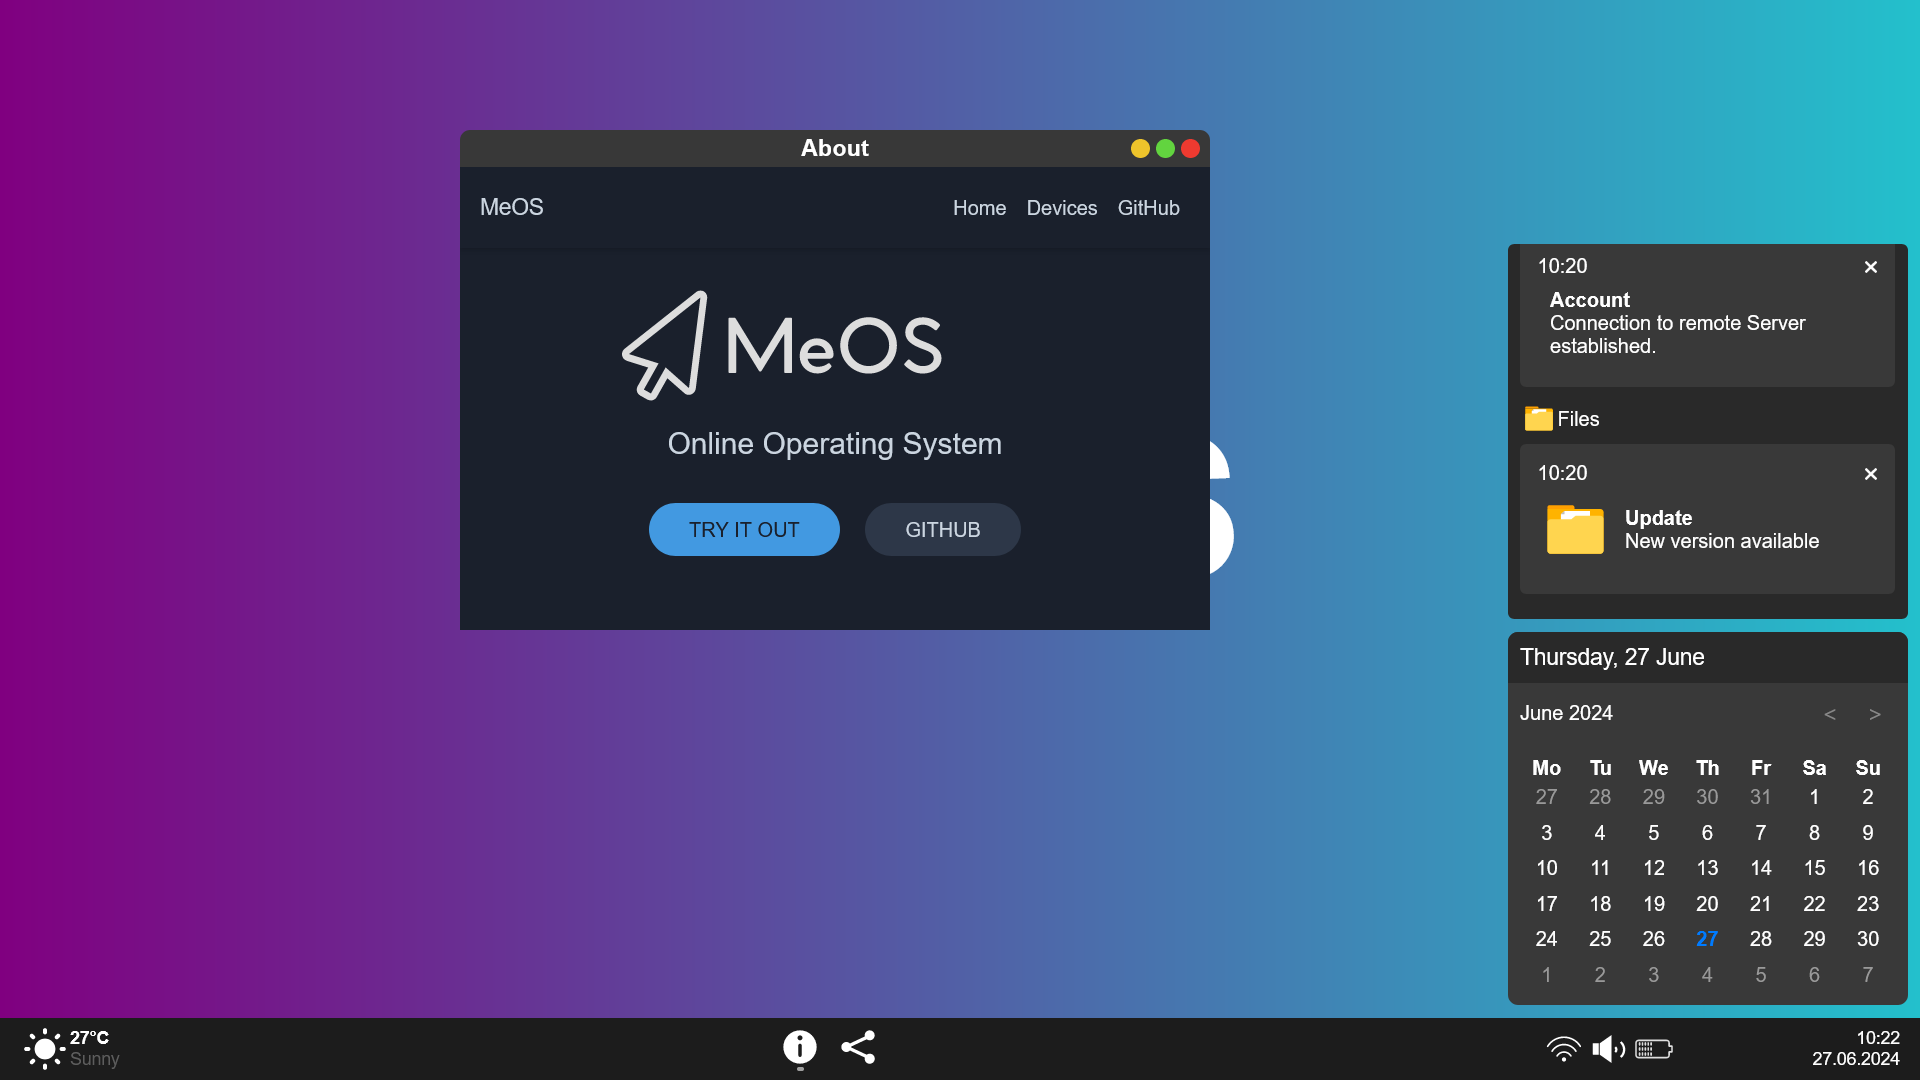 About
MeOS
Home Devices GitHub
MeOS
Online Operating System
TRY IT OUT
GITHUB
S
10:20
Account
Connection to remote Server
established.
Files
10:20
Update
New version available
Thursday, 27 June
June 2024 < >
Mo Tu We Th Fr Sa Su
27 28 29 30 31 1 2
3 4 5 6 7 8 9
10 11 12 13 14 15 16
17 18 19 20 21 22 23
24 25 26 27 28 29 30
1 2 3 4 5 6 7
27°C
Sunny
10:22
27.06.2024